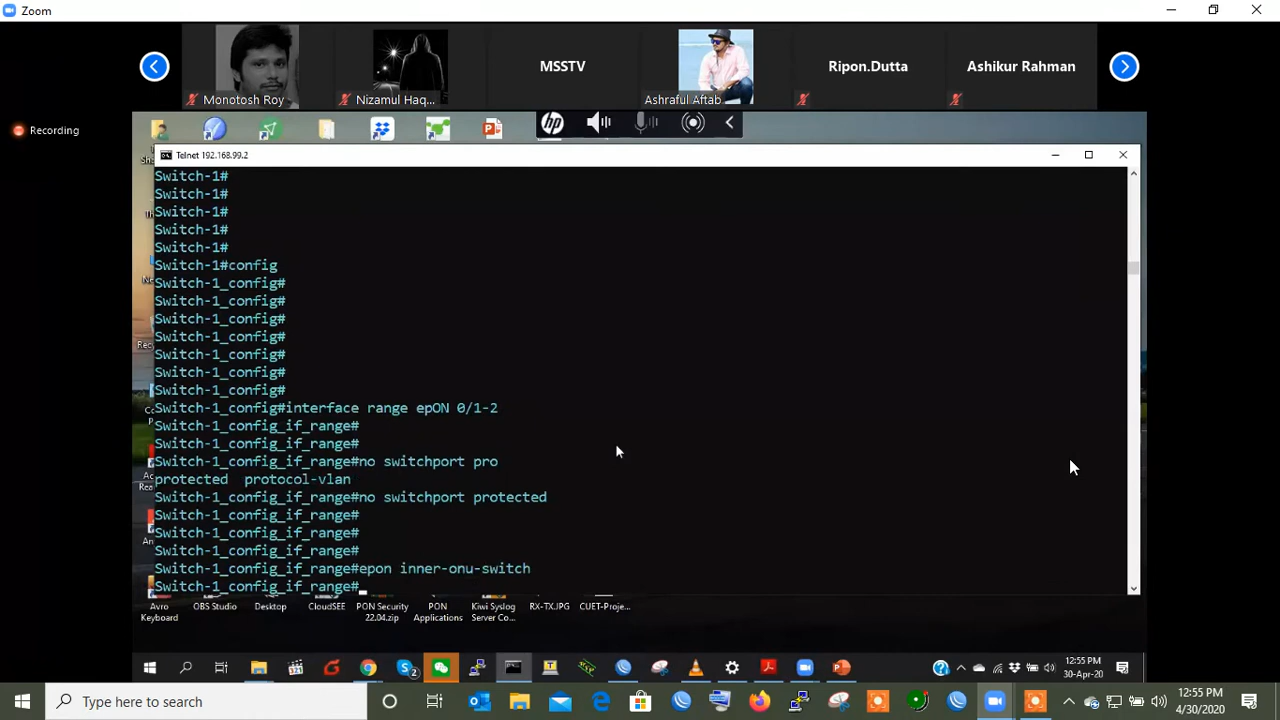 Zoom
Monotosh Roy
Nizamul Haq...
MSSTV
Ashraful Aftab
Ripon.Dutta
Ashikur Rahman
Recording
hp
Telnet 192.168.99.2
Switch-1#
Switch-1#
Switch-1#
Switch-1#
Switch-1#
Switch-1#config
Switch-1_config#
Switch-1_config#
Switch-1_config#
Switch-1_config#
Switch-1_config#
Switch-1_config#
Switch-1_config#
Switch-1_config#interface range epON 0/1-2
Switch-1_config_if_range#
Switch-1_config_if_range#
Switch-1_config_if_range#no switchport pro
protected protocol-vlan
Switch-1_config_if_range#no switchport protected
Switch-1_config_if_range#
Switch-1_config_if_range#
Switch-1_config_if_range#
Switch-1_config_if_range#epon inner-onu-switch
Switch-1_config_if_range#
Avro
Keyboard
OBS Studio
Desktop
CloudSEE
PON Security
22.04.zip
PON
Applications
Kiwi Syslog
Server Co...
RX-TX.JPG
CUET-Proje...
12:55 PM
30-Apr-20
Type here to search
12:55 PM
4/30/2020